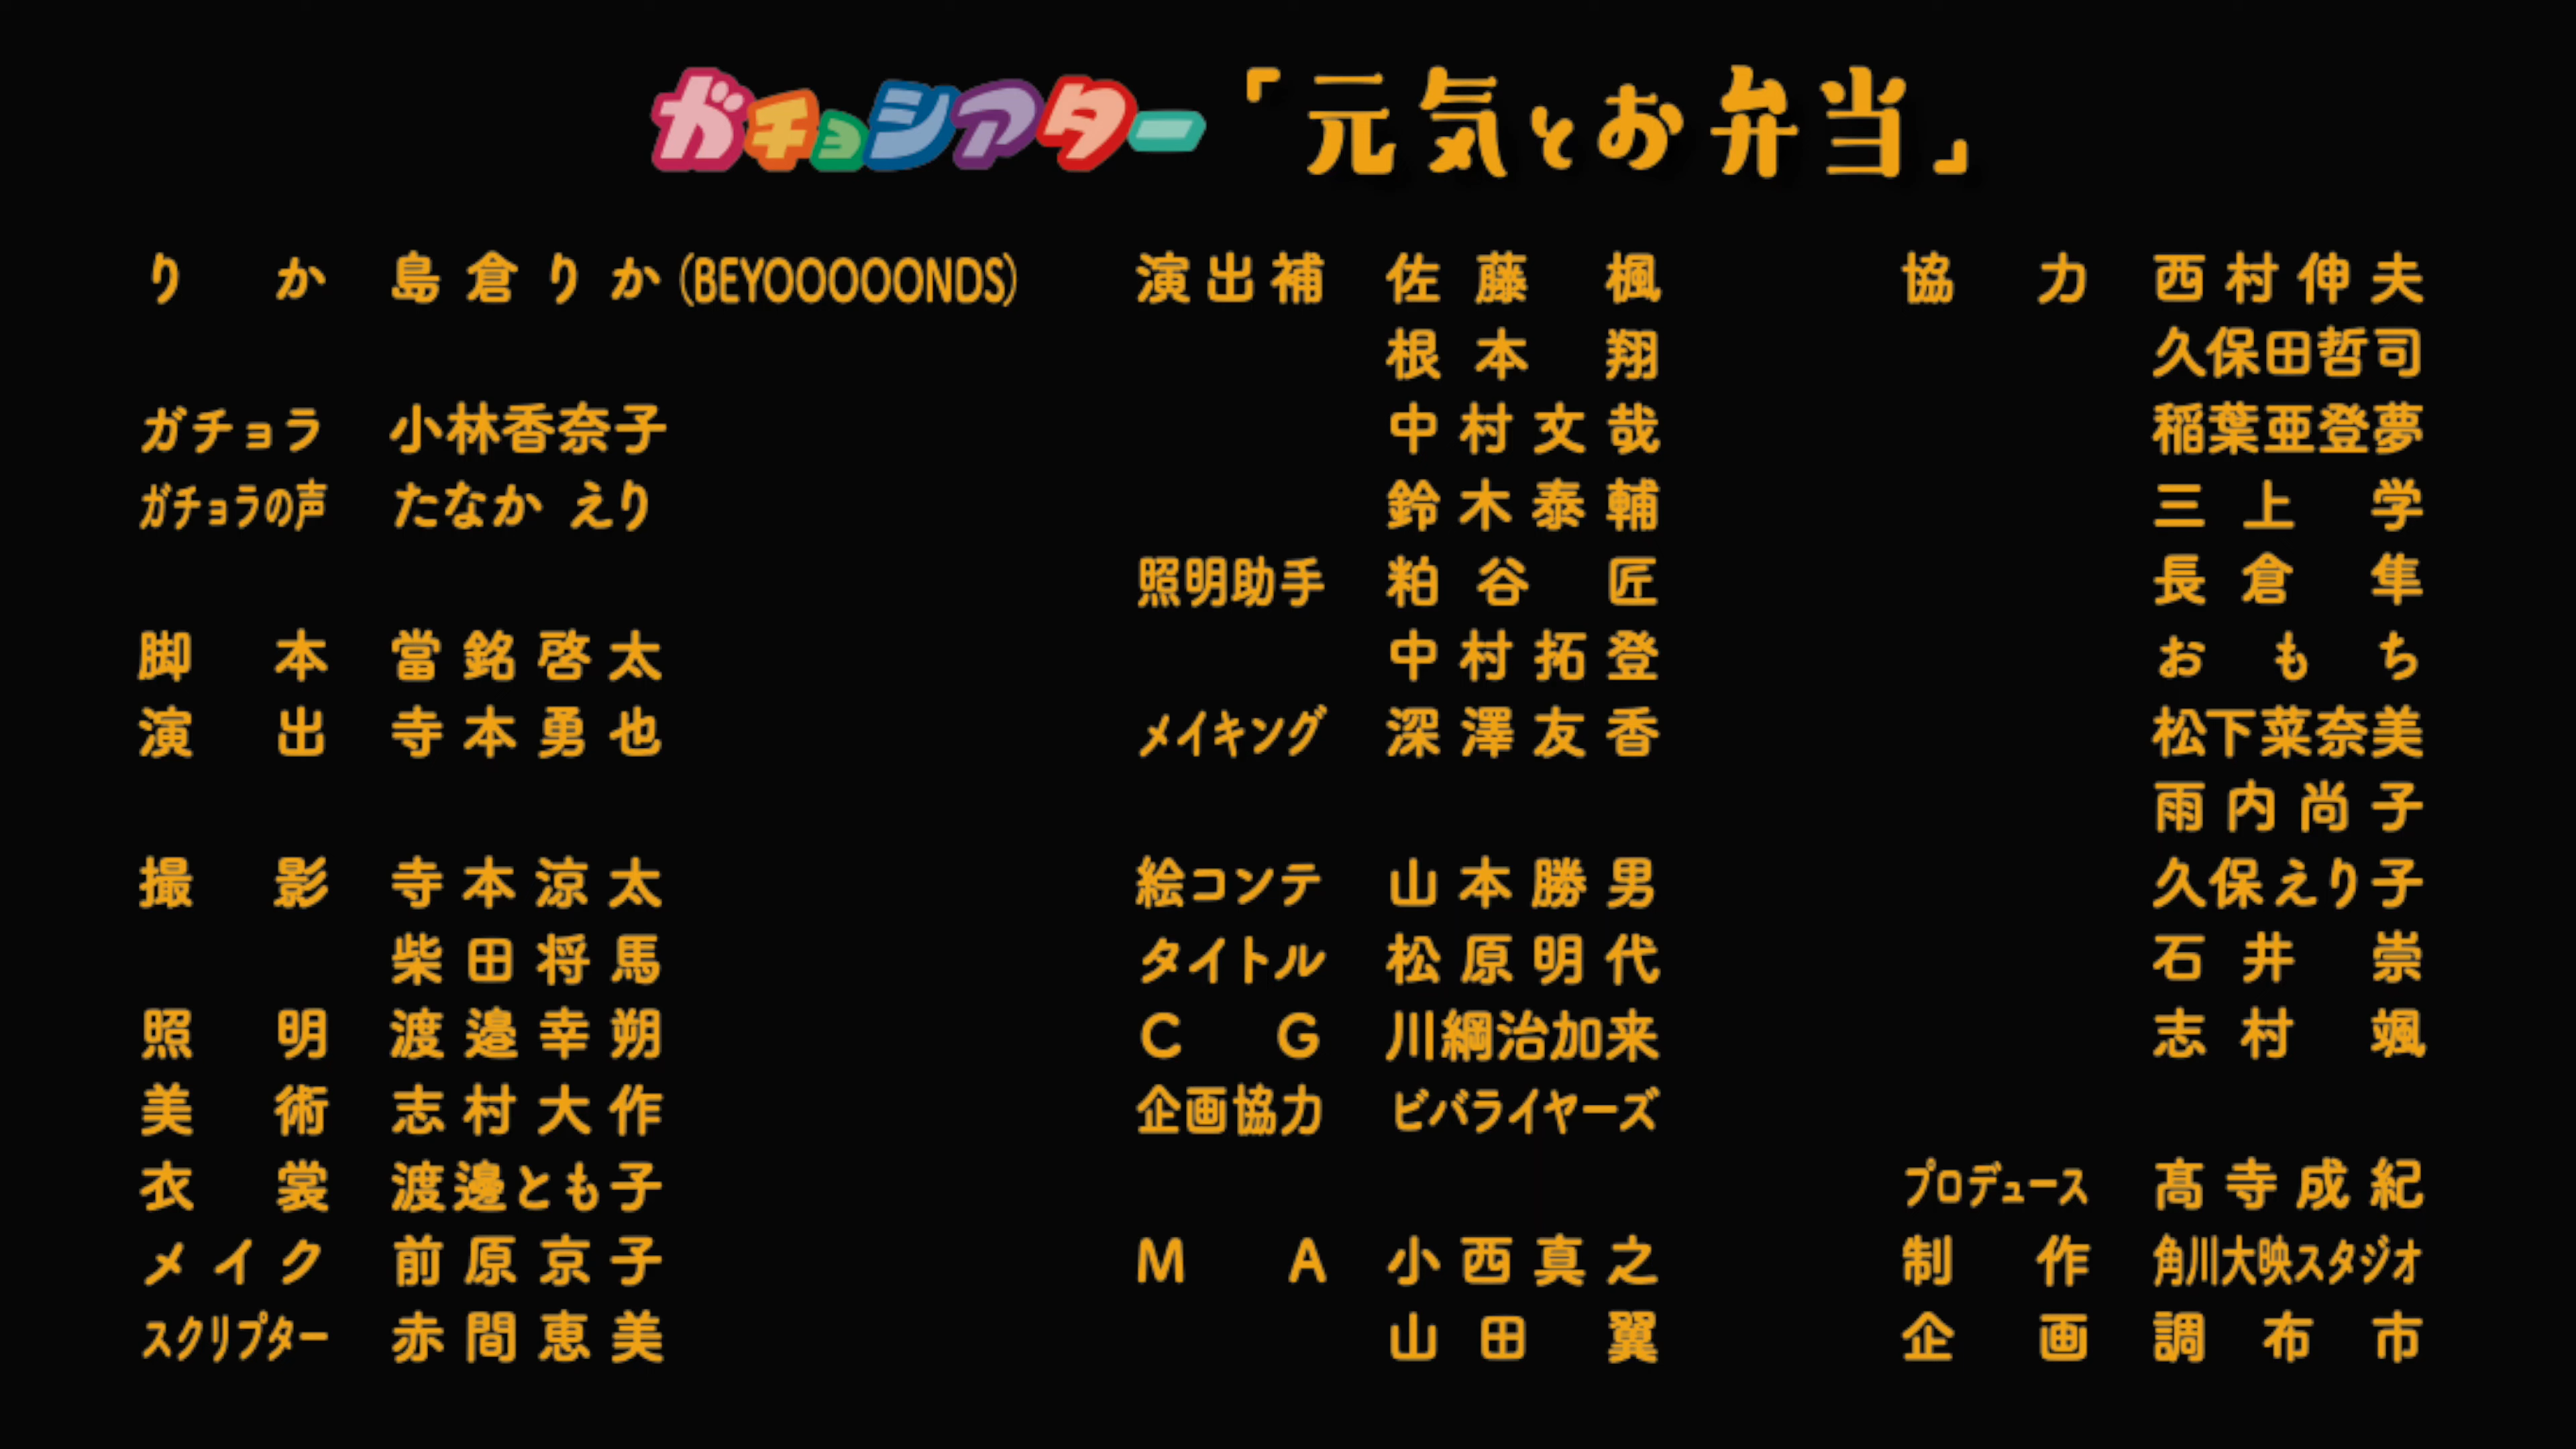 ガチョシアター「元気とお弁当」
りか 島倉りか(BEYOOOOONDS)
ガチョラ 小林香奈子
ガチョラの声 たなか えり
脚本 當銘啓太
演出 寺本勇也
撮影 寺本涼太
柴田将馬
照明 渡邉幸朔
美術 志村大作
衣裳 渡邉とも子
メイク 前原京子
スクリプター 赤間恵美
演出補 佐藤楓
根本翔
中村文哉
鈴木泰輔
照明助手 粕谷匠
中村拓登
メイキング 深澤友香
絵コンテ 山本勝男
タイトル 松原明代
CG 川綱治加来
企画協力 ビバライヤーズ
MA 小西真之
山田翼
協力 西村伸夫
久保田哲司
稲葉亜登夢
三上学
長倉隼
おもち
松下菜奈美
雨内尚子
久保えり子
石井崇
志村颯
プロデュース 髙寺成紀
制作 角川大映スタジオ
企画 調布市